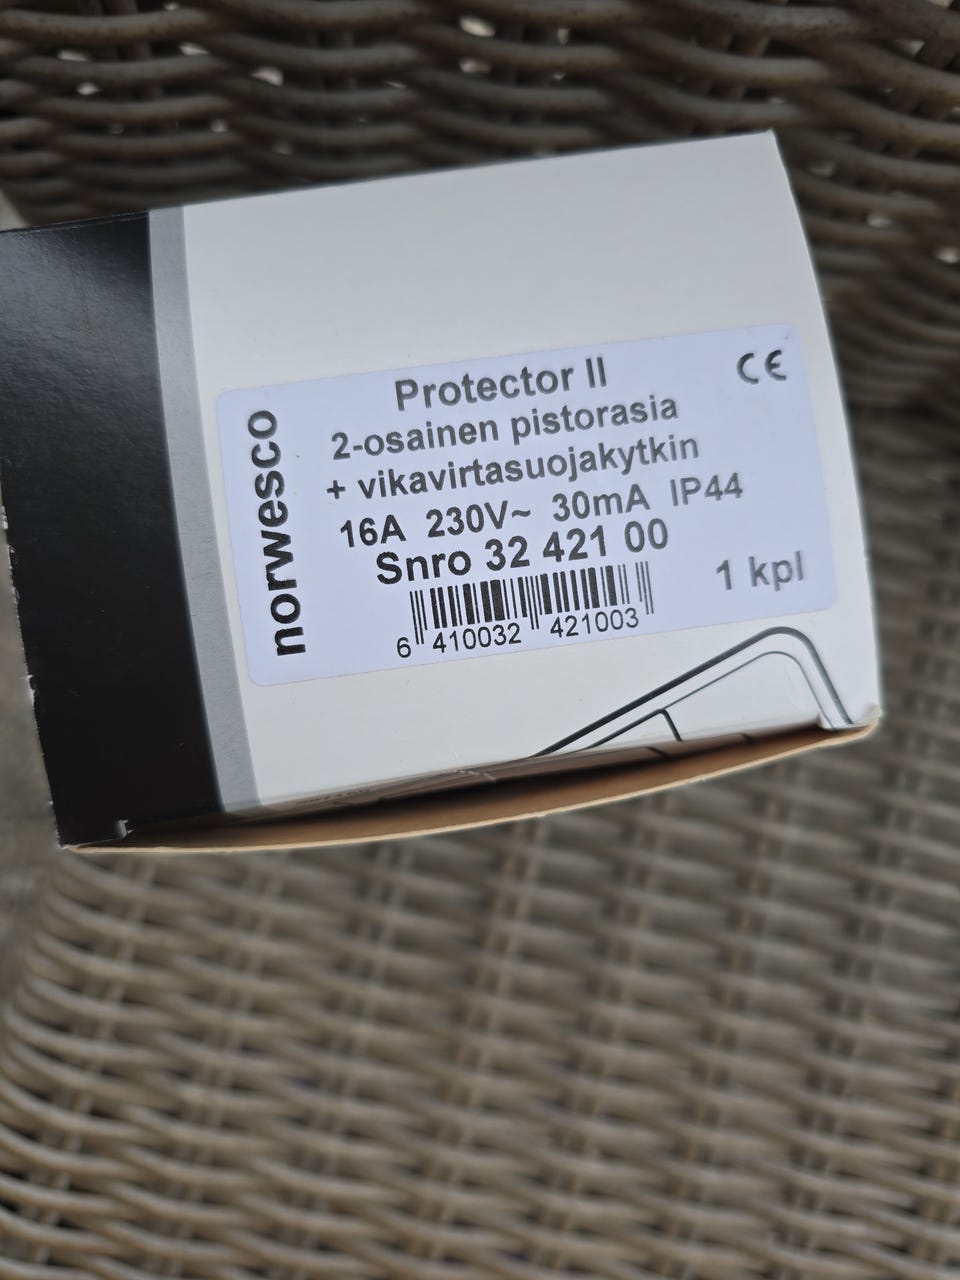 norwesco
Protector II
CE
2-osainen pistorasia
+ vikavirtasuojakytkin
16A 230V~ 30mA IP44
Snro 32 421 00
1 kpl
6 410032 421003